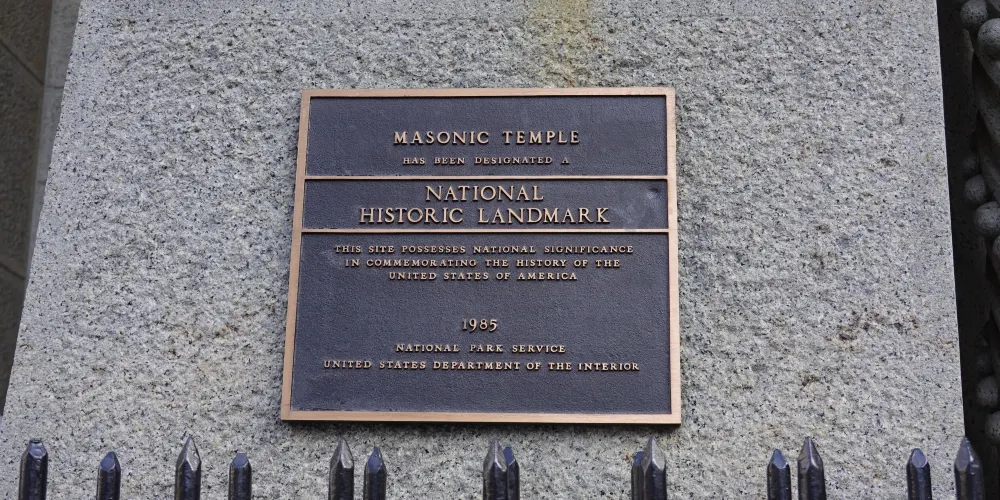 MASONIC TEMPLE
HAS BEEN DESIGNATED A
NATIONAL
HISTORIC LANDMARK
THIS SITE POSSESSES NATIONAL SIGNIFICANCE
IN COMMEMORATING THE HISTORY OF THE
UNITED STATES OF AMERICA
1985
NATIONAL PARK SERVICE
UNITED STATES DEPARTMENT OF THE INTERIOR